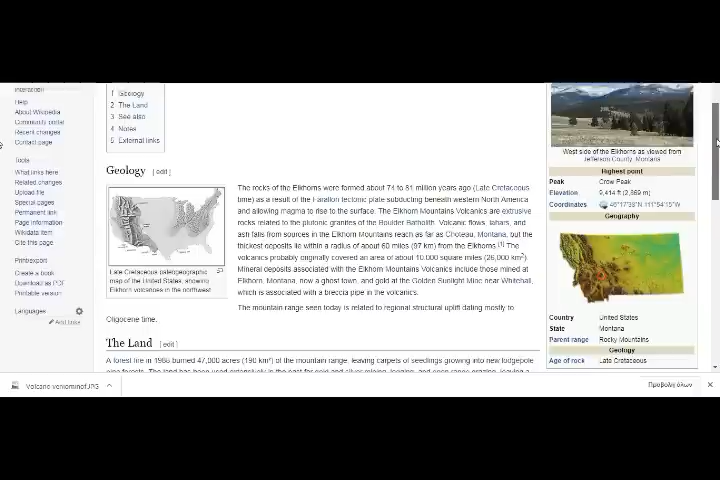 Interaction
Help
About Wikipedia
Community portal
Recent changes
Contact page
Tools
What links here
Related changes
Upload file
Special pages
Permanent link
Page information
Wikidata item
Cite this page
Print/export
Create a book
Download as PDF
Printable version
Languages
Add links
1 Geology
2 The Land
3 See also
4 Notes
5 External links
Geology [ edit ]
Late Cretaceous paleogeographic
map of the United States, showing
Elkhorn volcanoes in the northwest
The rocks of the Elkhorns were formed about 74 to 81 million years ago (Late Cretaceous
time) as a result of the Farallon tectonic plate subducting beneath western North America
and allowing magma to rise to the surface. The Elkhorn Mountains Volcanics are extrusive
rocks related to the plutonic granites of the Boulder Batholith. Volcanic flows, lahars, and
ash falls from sources in the Elkhorn Mountains reach as far as Choteau, Montana, but the
thickest deposits lie within a radius of about 60 miles (97 km) from the Elkhorns.[1] The
volcanics probably originally covered an area of about 10,000 square miles (26,000 km²).
Mineral deposits associated with the Elkhorn Mountains Volcanics include those mined at
Elkhorn, Montana, now a ghost town, and gold at the Golden Sunlight Mine near Whitehall,
which is associated with a breccia pipe in the volcanics.
The mountain range seen today is related to regional structural uplift dating mostly to
Oligocene time.
The Land [ edit ]
A forest fire in 1988 burned 47,000 acres (190 km²) of the mountain range, leaving carpets of seedlings growing into new lodgepole
West side of the Elkhorns as viewed from
Jefferson County, Montana
Highest point
Peak Crow Peak
Elevation 9,414 ft (2,869 m)
Coordinates
Geography
Country United States
State Montana
Parent range Rocky Mountains
Geology
Age of rock Late Cretaceous
Προβολή όλων